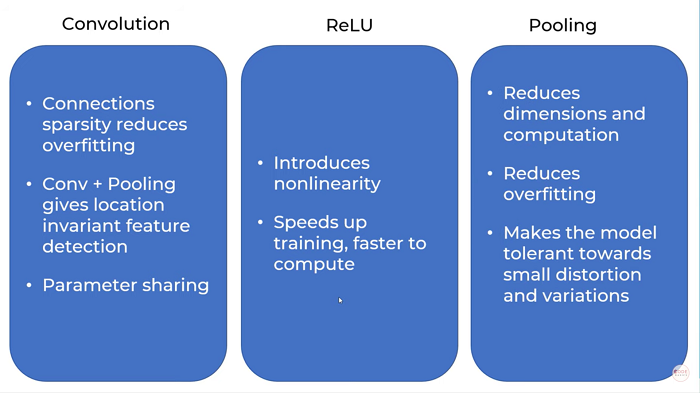 Convolution
ReLU
Pooling
• Connections
sparsity reduces
overfitting
• Conv + Pooling
gives location
invariant feature
detection
• Parameter sharing
• Introduces
nonlinearity
• Speeds up
training, faster to
compute
• Reduces
dimensions and
computation
• Reduces
overfitting
• Makes the model
tolerant towards
small distortion
and variations